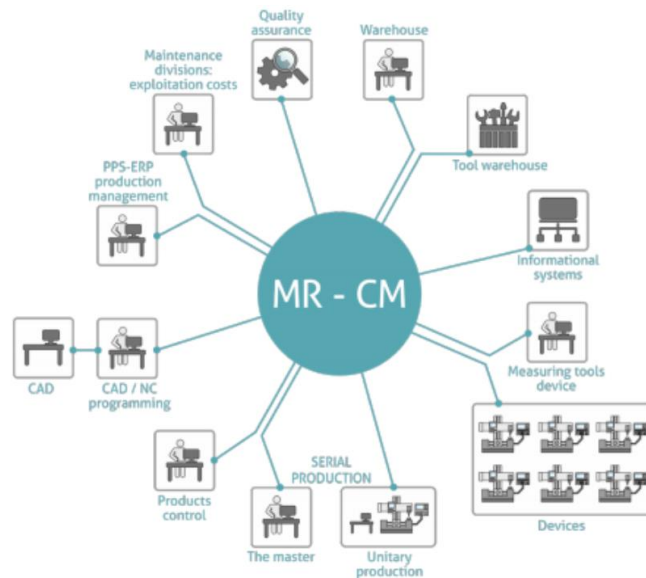 Quality
assurance
Warehouse
Maintenance
divisions:
exploitation costs
Tool warehouse
PPS-ERP
production
management
Informational
systems
MR - CM
Measuring tools
device
CAD
CAD / NC
programming
Products
control
SERIAL
PRODUCTION
The master
Unitary
production
Devices